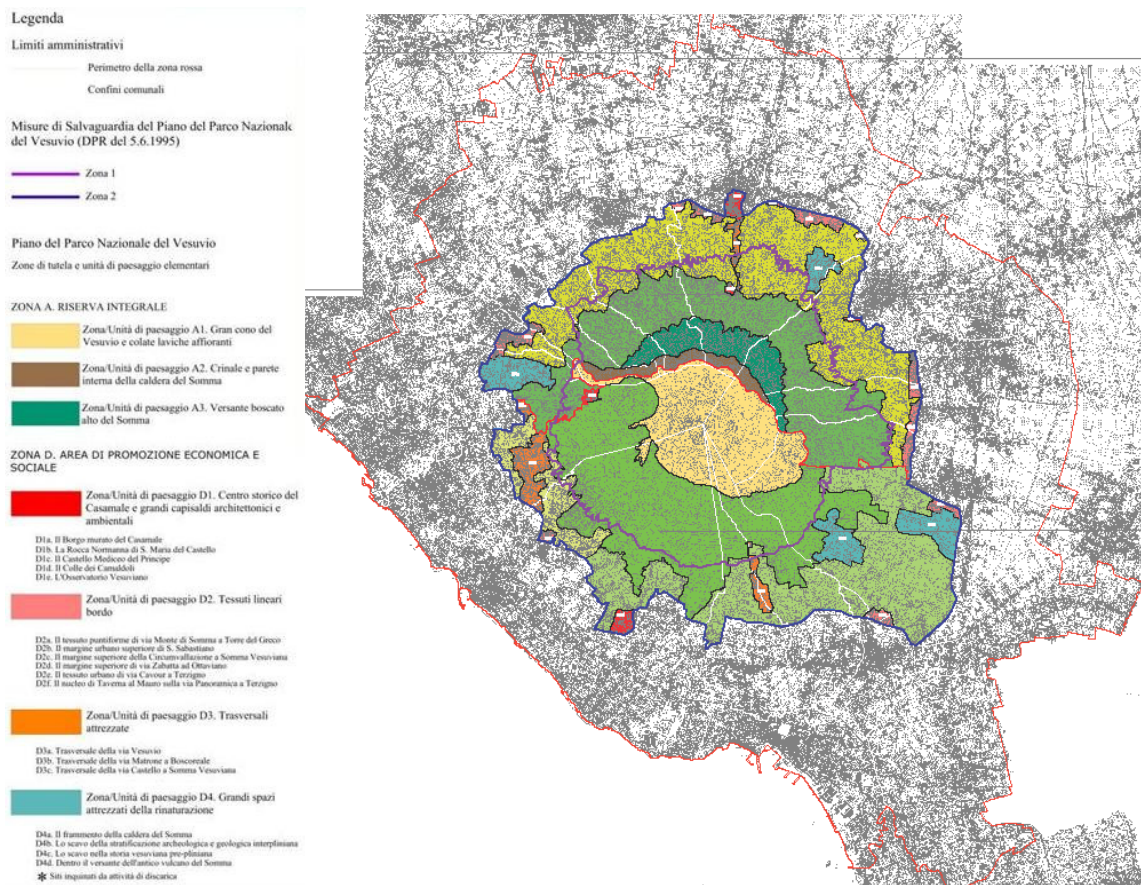 Legenda
Limiti amministrativi
Perimetro della zona rossa
Confini comunali
Misure di Salvaguardia del Piano del Parco Nazionale
del Vesuvio (DPR del 5.6.1995)
Zona 1
Zona 2
Piano del Parco Nazionale del Vesuvio
Zone di tutela e unità di paesaggio elementari
ZONA A. RISERVA INTEGRALE
Zona/Unità di paesaggio A1. Gran cono del
Vesuvio e colate laviche affioranti
Zona/Unità di paesaggio A2. Crinale e parete
interna della caldera del Somma
Zona/Unità di paesaggio A3. Versante boscato
alto del Somma
ZONA D. AREA DI PROMOZIONE ECONOMICA E
SOCIALE
Zona/Unità di paesaggio D1. Centro storico del
Casamale e grandi capisaldi architettonici e
ambientali
D1a. Il Borgo murato del Casamale
D1b. La Rocca Normanna di S. Maria del Castello
D1c. Il Castello Mediceo del Principe
D1d. Il Colle dei Camaldoli
D1e. L'Osservatorio Vesuviano
Zona/Unità di paesaggio D2. Tessuti lineari
bordo
D2a. Il tessuto puntiforme di via Monte di Somma a Torre del Greco
D2b. Il margine urbano superiore di S. Sabastiano
D2c. Il margine superiore della Circumvallazione a Somma Vesuviana
D2d. Il margine superiore di via Zabatta ad Ottaviano
D2e. Il tessuto urbano di via Cavour a Terzigno
D2f. Il nucleo di Taverna al Mauro sulla via Panoramica a Terzigno
Zona/Unità di paesaggio D3. Trasversali
attrezzate
D3a. Trasversale della via Vesuvio
D3b. Trasversale della via Matrone a Boscoreale
D3c. Trasversale della via Castello a Somma Vesuviana
Zona/Unità di paesaggio D4. Grandi spazi
attrezzati della rinaturazione
D4a. Il frammento della caldera del Somma
D4b. Lo scavo della stratificazione archeologica e geologica interpliniana
D4c. Lo scavo nella storia vesuviana pre-pliniana
D4d. Dentro il versante dell'antico vulcano del Somma
✱ Siti inquinati da attività di discarica